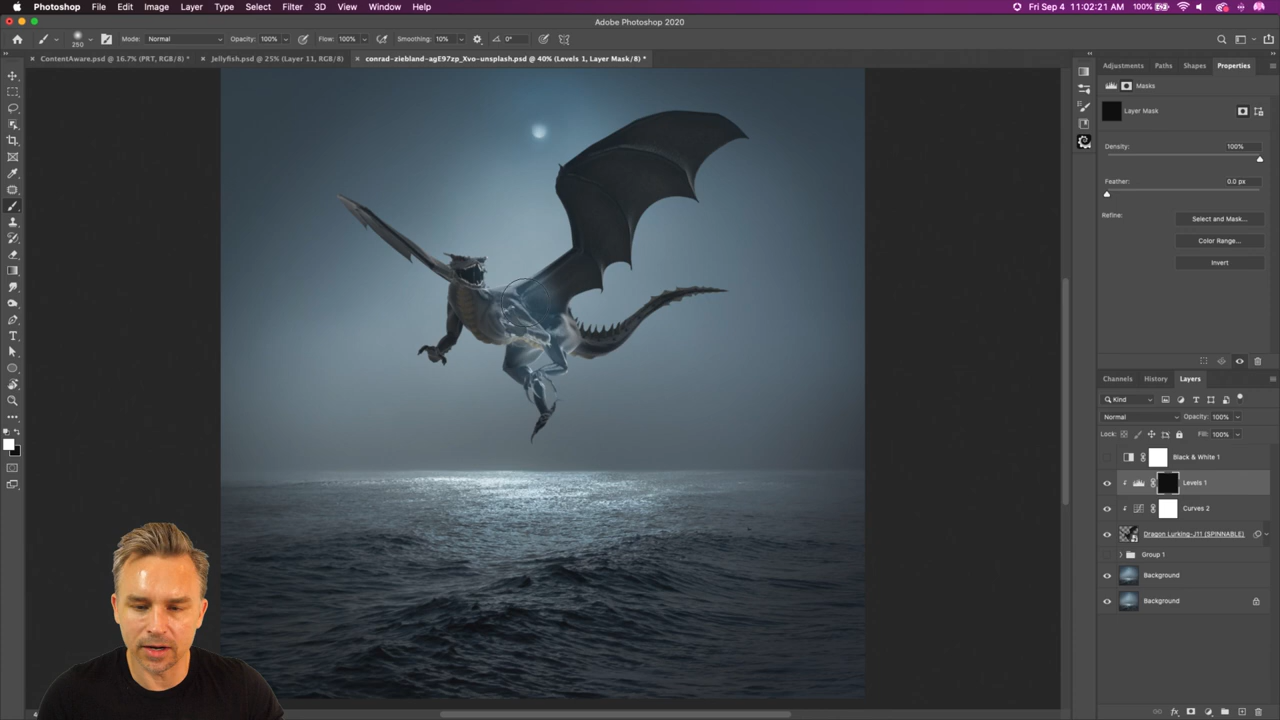 Photoshop File Edit Image Layer Type Select Filter 3D View Window Help 100% Fri Sep 4 11:02:21 AM
Adobe Photoshop 2020
250 Mode: Normal Opacity: 100% Flow: 100% Smoothing: 10% 0°
ContentAware.psd @ 16.7% (PRT, RGB/8) * Jellyfish.psd @ 25% (Layer 11, RGB/8) conrad-ziebland-agE97zp_Xvo-unsplash.psd @ 40% (Levels 1, Layer Mask/8) *
Adjustments Paths Shapes Properties
Masks
Layer Mask
Density: 100%
Feather: 0.0 px
Refine: Select and Mask...
Color Range...
Invert
Channels History Layers
Kind
Normal Opacity: 100%
Lock: Fill: 100%
Black & White 1
Levels 1
Curves 2
Dragon Lurking-J11 (SPINNABLE)
Group 1
Background
Background